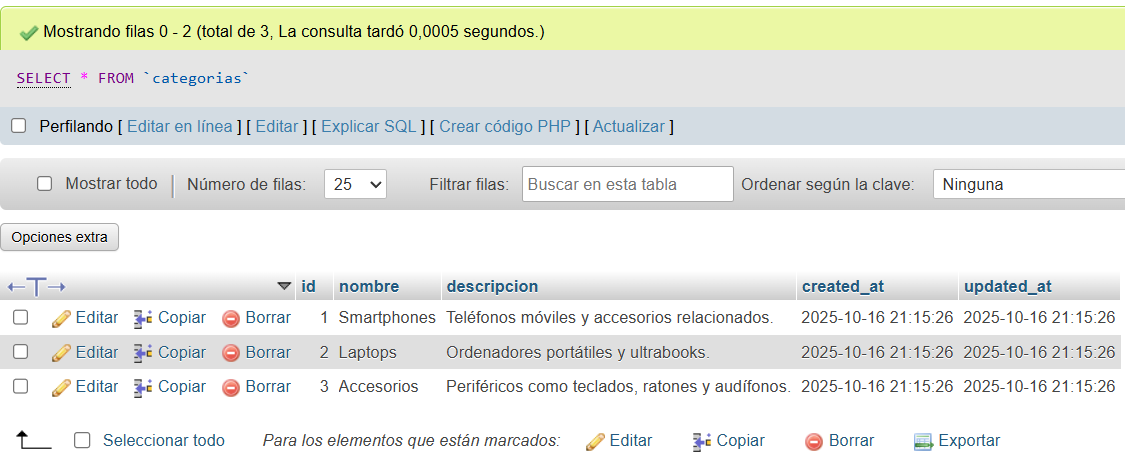 Mostrando filas 0 - 2 (total de 3, La consulta tardó 0,0005 segundos.)
SELECT * FROM `categorias`
Perfilando [ Editar en línea ] [ Editar ] [ Explicar SQL ] [ Crear código PHP ] [ Actualizar ]
Mostrar todo Número de filas: 25 Filtrar filas: Buscar en esta tabla Ordenar según la clave: Ninguna
Opciones extra
id nombre descripcion created_at updated_at
Editar Copiar Borrar 1 Smartphones Teléfonos móviles y accesorios relacionados. 2025-10-16 21:15:26 2025-10-16 21:15:26
Editar Copiar Borrar 2 Laptops Ordenadores portátiles y ultrabooks. 2025-10-16 21:15:26 2025-10-16 21:15:26
Editar Copiar Borrar 3 Accesorios Periféricos como teclados, ratones y audífonos. 2025-10-16 21:15:26 2025-10-16 21:15:26
Seleccionar todo Para los elementos que están marcados: Editar Copiar Borrar Exportar